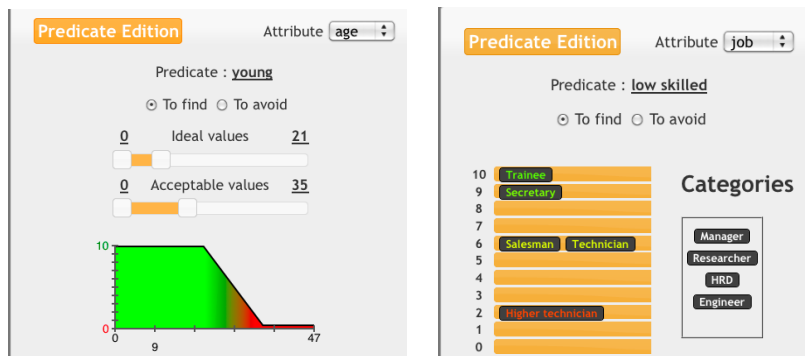 Predicate Edition
Attribute age
Predicate : young
To find To avoid
0 Ideal values 21
0 Acceptable values 35
10
0
0 47
9
Predicate Edition
Attribute job
Predicate : low skilled
To find To avoid
10 Trainee
9 Secretary
8
7
6 Salesman Technician
5
4
3
2 Higher technician
1
0
Categories
Manager
Researcher
HRD
Engineer